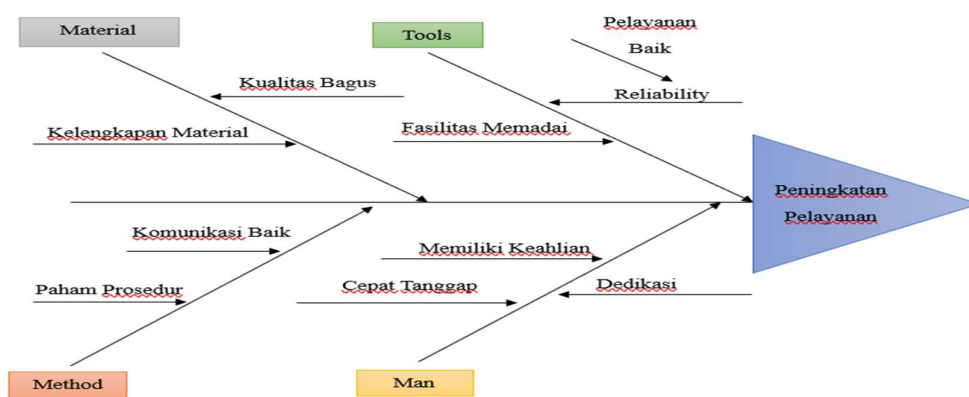 Material
Tools
Pelayanan
Baik
Kualitas Bagus
Reliability
Kelengkapan Material
Fasilitas Memadai
Peningkatan
Pelayanan
Komunikasi Baik
Memiliki Keahlian
Paham Prosedur
Cepat Tanggap
Dedikasi
Method
Man